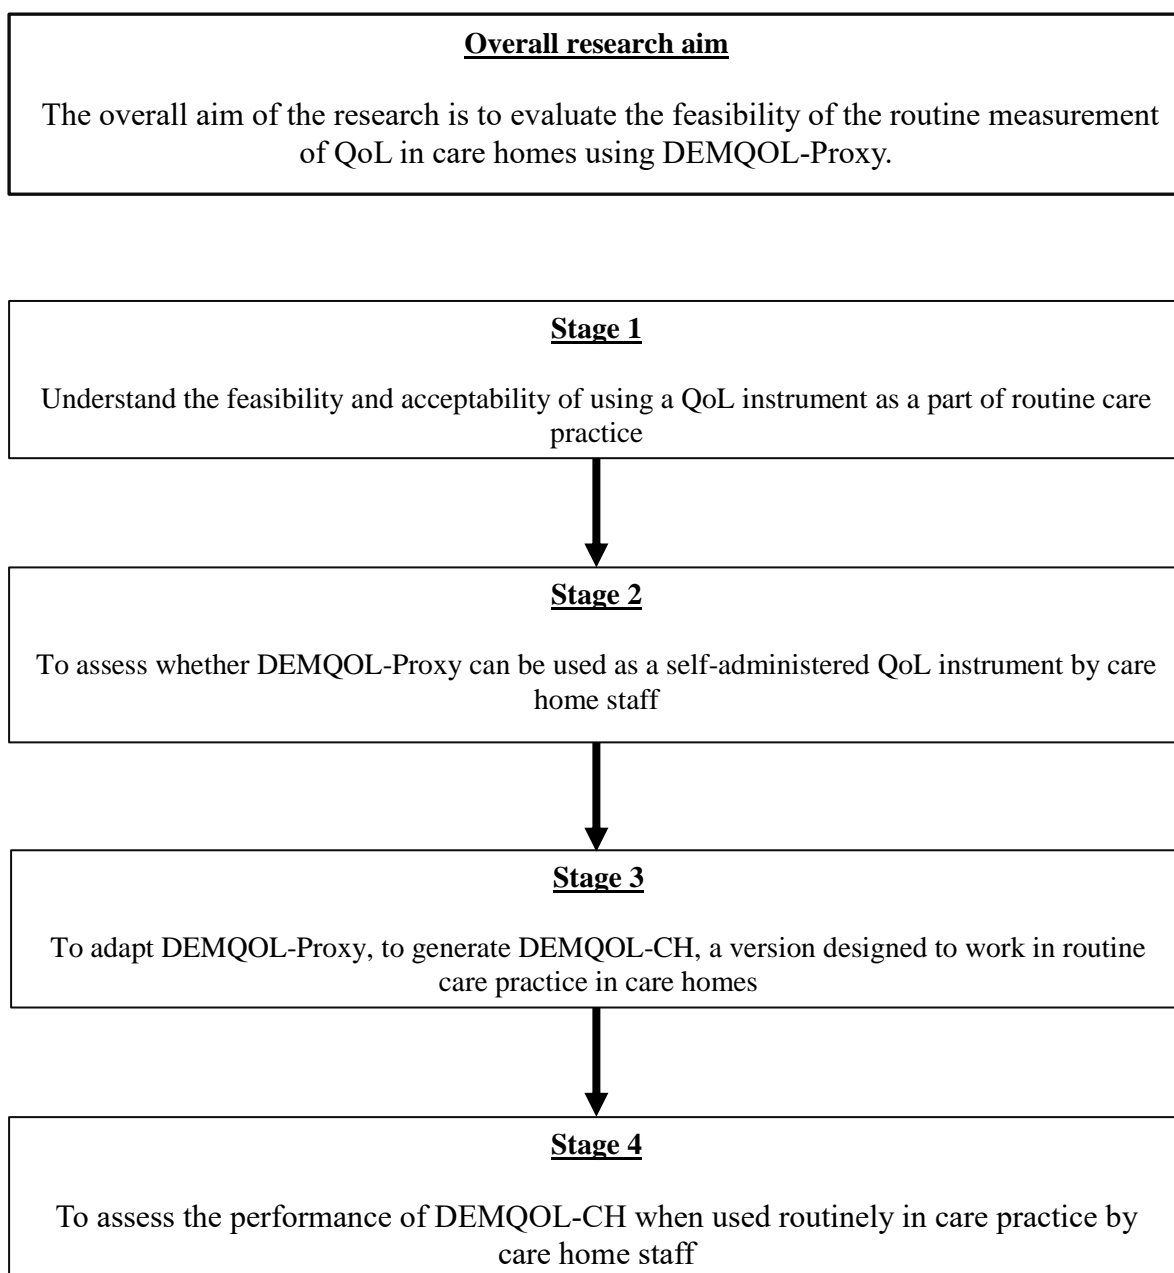 Overall research aim
The overall aim of the research is to evaluate the feasibility of the routine measurement
of QoL in care homes using DEMQOL-Proxy.
Stage 1
Understand the feasibility and acceptability of using a QoL instrument as a part of routine care
practice
Stage 2
To assess whether DEMQOL-Proxy can be used as a self-administered QoL instrument by care
home staff
Stage 3
To adapt DEMQOL-Proxy, to generate DEMQOL-CH, a version designed to work in routine
care practice in care homes
Stage 4
To assess the performance of DEMQOL-CH when used routinely in care practice by
care home staff